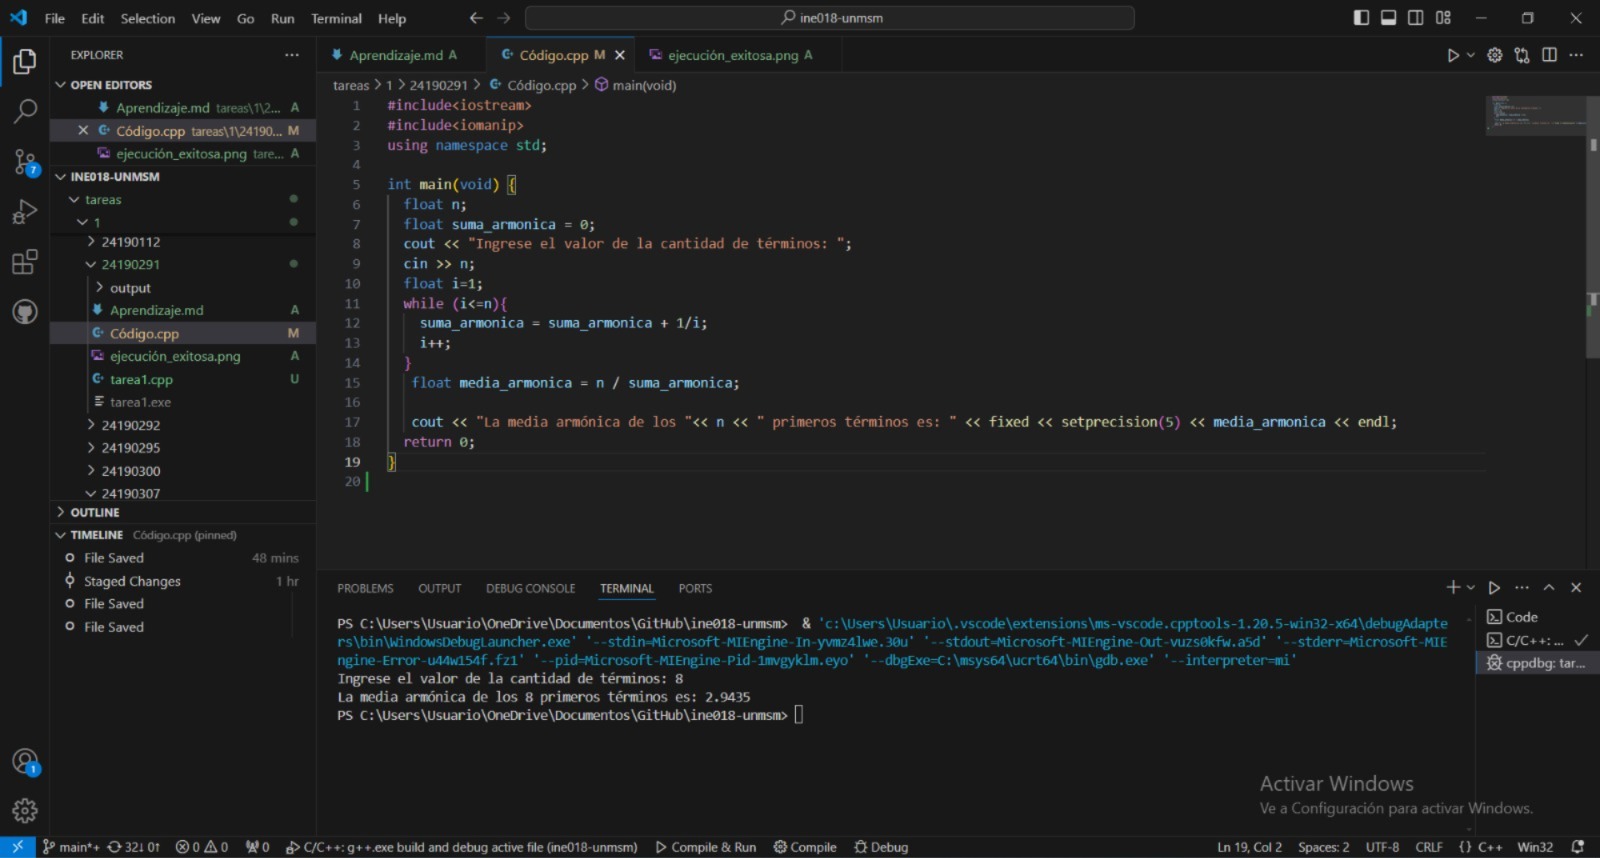 File Edit Selection View Go Run Terminal Help
ine018-unmsm
EXPLORER
OPEN EDITORS
Aprendizaje.md tareas\1\2... A
Código.cpp tareas\1\24190... M
ejecución_exitosa.png tare... A
INE018-UNMSM
tareas
1
24190112
24190291
output
Aprendizaje.md A
Código.cpp M
ejecución_exitosa.png A
tarea1.cpp U
tarea1.exe
24190292
24190295
24190300
24190307
OUTLINE
TIMELINE Código.cpp (pinned)
File Saved 48 mins
Staged Changes 1 hr
File Saved
File Saved
7
1
Aprendizaje.md A
Código.cpp M
ejecución_exitosa.png A
tareas > 1 > 24190291 > Código.cpp > main(void)
1 #include<iostream>
2 #include<iomanip>
3 using namespace std;
4
5 int main(void) {
6 float n;
7 float suma_armonica = 0;
8 cout << "Ingrese el valor de la cantidad de términos: ";
9 cin >> n;
10 float i=1;
11 while (i<=n){
12 suma_armonica = suma_armonica + 1/i;
13 i++;
14 }
15 float media_armonica = n / suma_armonica;
16
17 cout << "La media armónica de los "<< n << " primeros términos es: " << fixed << setprecision(5) << media_armonica << endl;
18 return 0;
19 }
20
PROBLEMS OUTPUT DEBUG CONSOLE TERMINAL PORTS
PS C:\Users\Usuario\OneDrive\Documentos\GitHub\ine018-unmsm> & 'c:\Users\Usuario\.vscode\extensions\ms-vscode.cpptools-1.20.5-win32-x64\debugAdapte
rs\bin\WindowsDebugLauncher.exe' '--stdin=Microsoft-MIEngine-In-yvmz4lwe.30u' '--stdout=Microsoft-MIEngine-Out-vuzs0kfw.a5d' '--stderr=Microsoft-MIE
ngine-Error-u44w154f.fz1' '--pid=Microsoft-MIEngine-Pid-1mvgyklm.eyo' '--dbgExe=C:\msys64\ucrt64\bin\gdb.exe' '--interpreter=mi'
Ingrese el valor de la cantidad de términos: 8
La media armónica de los 8 primeros términos es: 2.9435
PS C:\Users\Usuario\OneDrive\Documentos\GitHub\ine018-unmsm>
Code
C/C++: ...
cppdbg: tar...
Activar Windows
Ve a Configuración para activar Windows.
main*+ 32↓ 0↑ 0 0 0 C/C++: g++.exe build and debug active file (ine018-unmsm) Compile & Run Compile Debug Ln 19, Col 2 Spaces: 2 UTF-8 CRLF {} C++ Win32